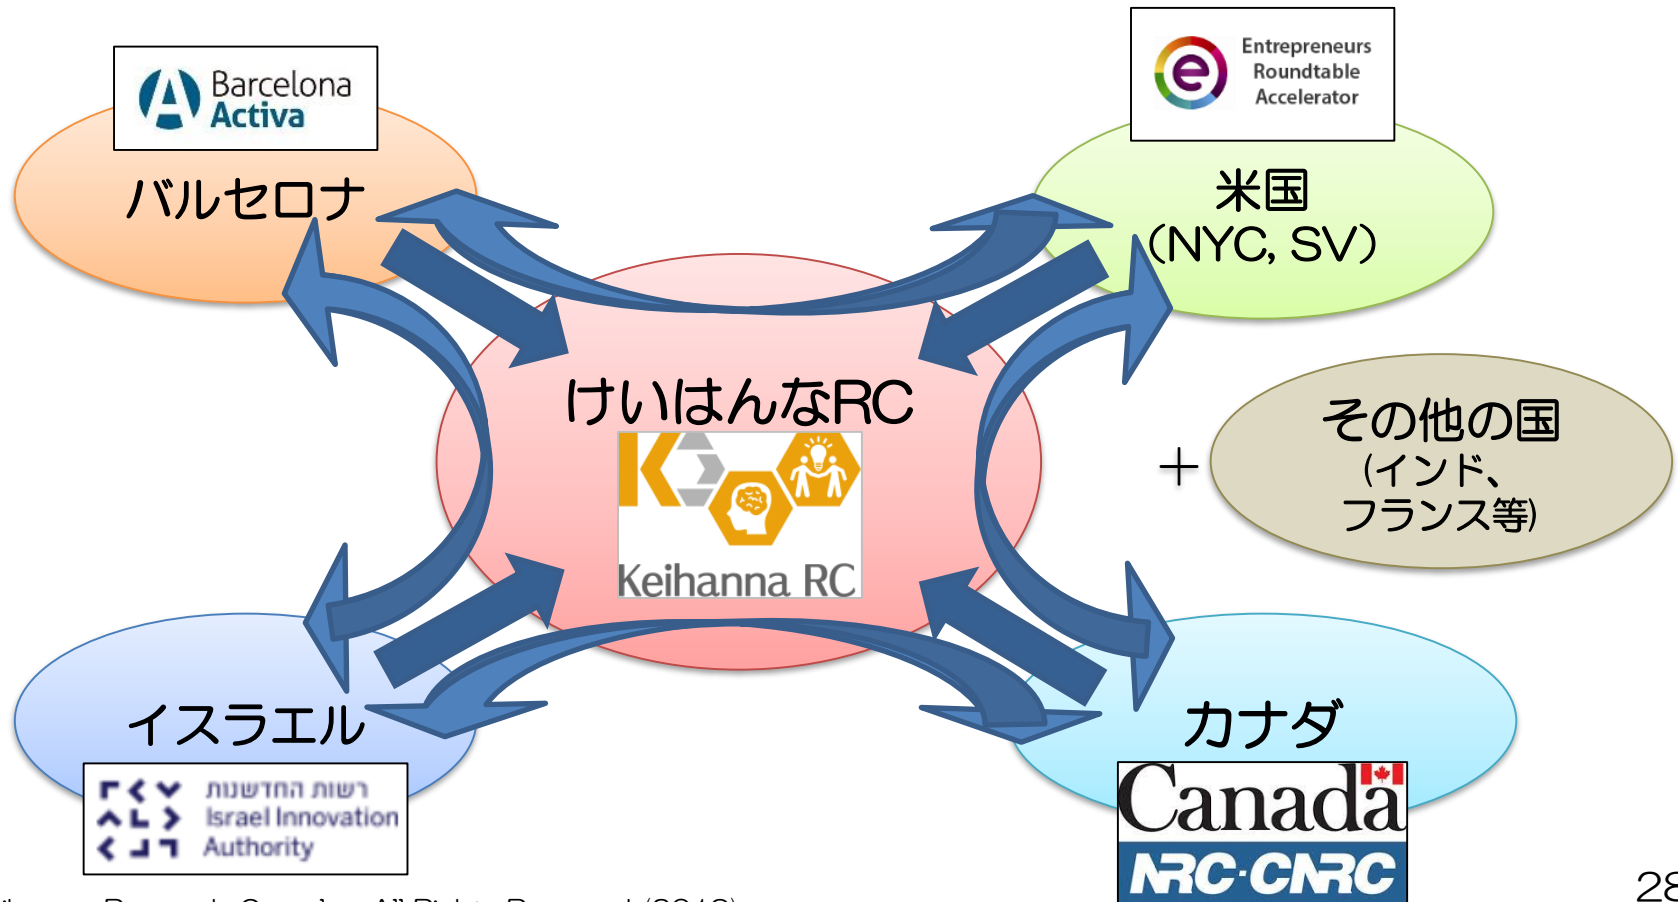 Barcelona
Activa
バルセロナ
Entrepreneurs
Roundtable
Accelerator
米国
(NYC, SV)
けいはんなRC
Keihanna RC
+
その他の国
(インド、
フランス等)
イスラエル
רשות החדשנות
Israel Innovation
Authority
カナダ
Canada
NRC·CNRC
28